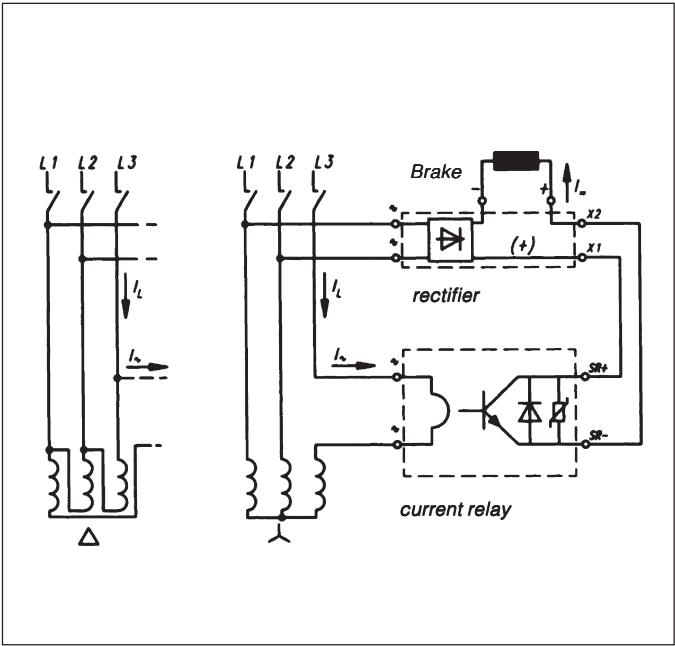 L1 L2 L3
L1 L2 L3
Brake
- +
I=
~
X2
(+)
~
X1
rectifier
IL
IL
I~
I~
~
SR+
~
SR-
current relay